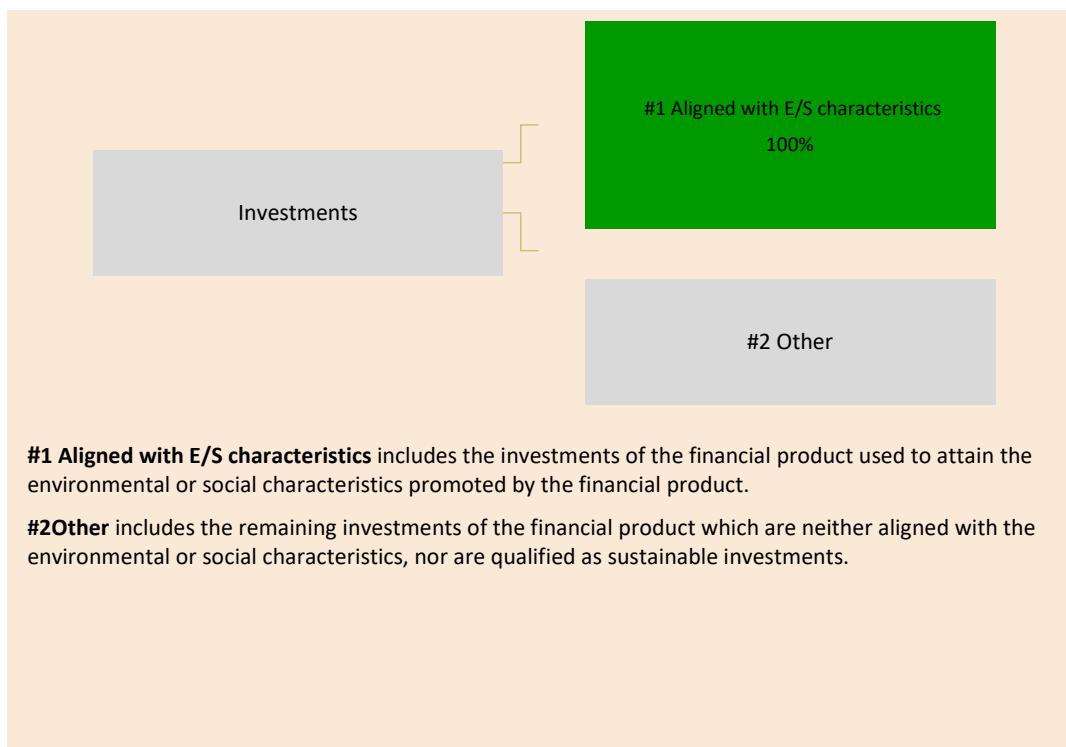 #1 Aligned with E/S characteristics
100%
Investments
#2 Other
#1 Aligned with E/S characteristics includes the investments of the financial product used to attain the
environmental or social characteristics promoted by the financial product.
#2Other includes the remaining investments of the financial product which are neither aligned with the
environmental or social characteristics, nor are qualified as sustainable investments.